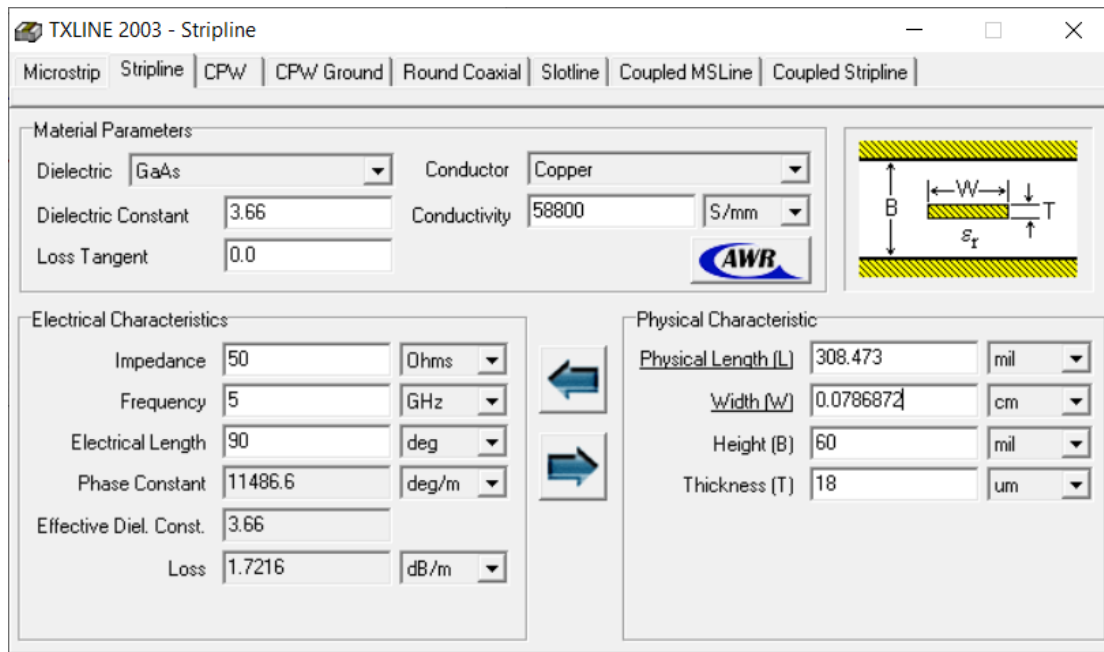 TXLINE 2003 - Stripline
Microstrip Stripline CPW CPW Ground Round Coaxial Slotline Coupled MSLine Coupled Stripline
Material Parameters
Dielectric GaAs Conductor Copper
Dielectric Constant 3.66 Conductivity 58800 S/mm
Loss Tangent 0.0 AWR
W
B T
εr
Electrical Characteristics
Impedance 50 Ohms
Frequency 5 GHz
Electrical Length 90 deg
Phase Constant 11486.6 deg/m
Effective Diel. Const. 3.66
Loss 1.7216 dB/m
Physical Characteristic
Physical Length (L) 308.473 mil
Width (W) 0.0786872 cm
Height (B) 60 mil
Thickness (T) 18 um